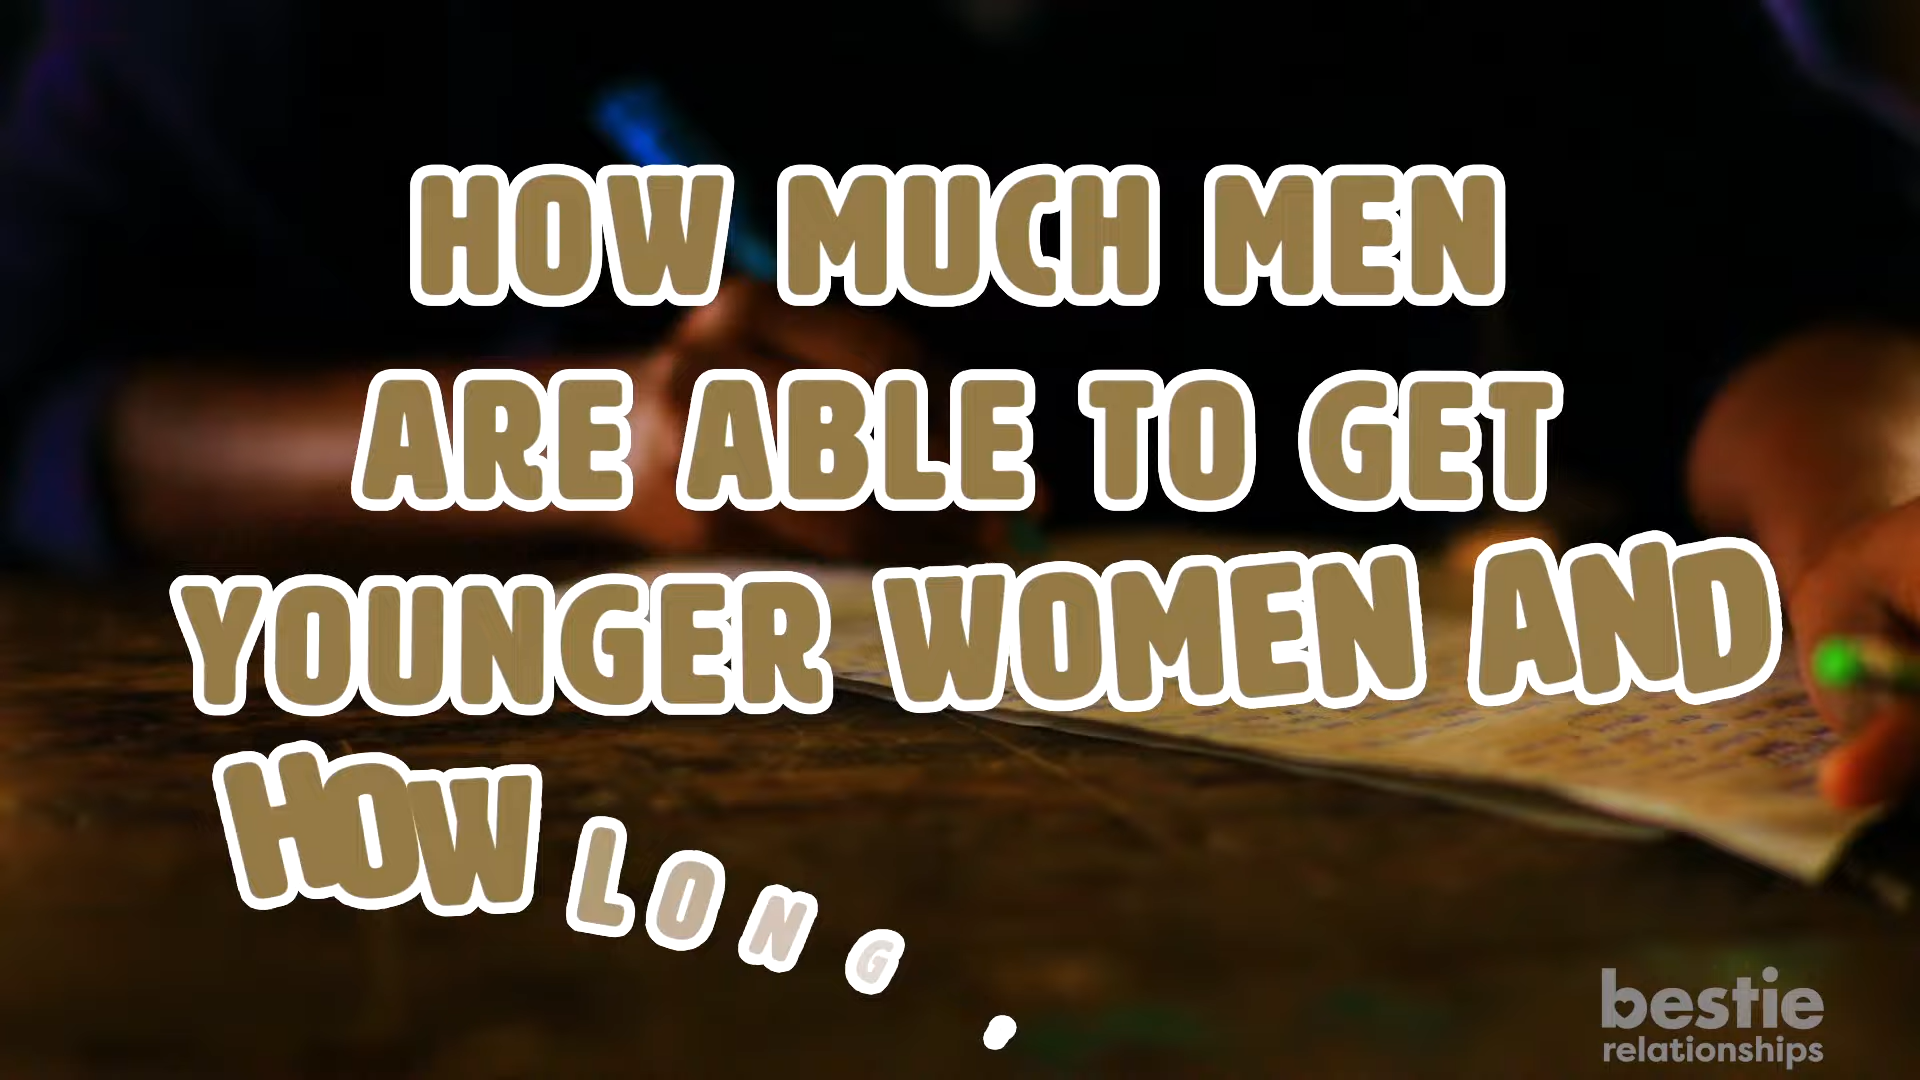 HOW MUCH MEN
ARE ABLE TO GET
YOUNGER WOMEN AND
HOW LONG
bestie
relationships